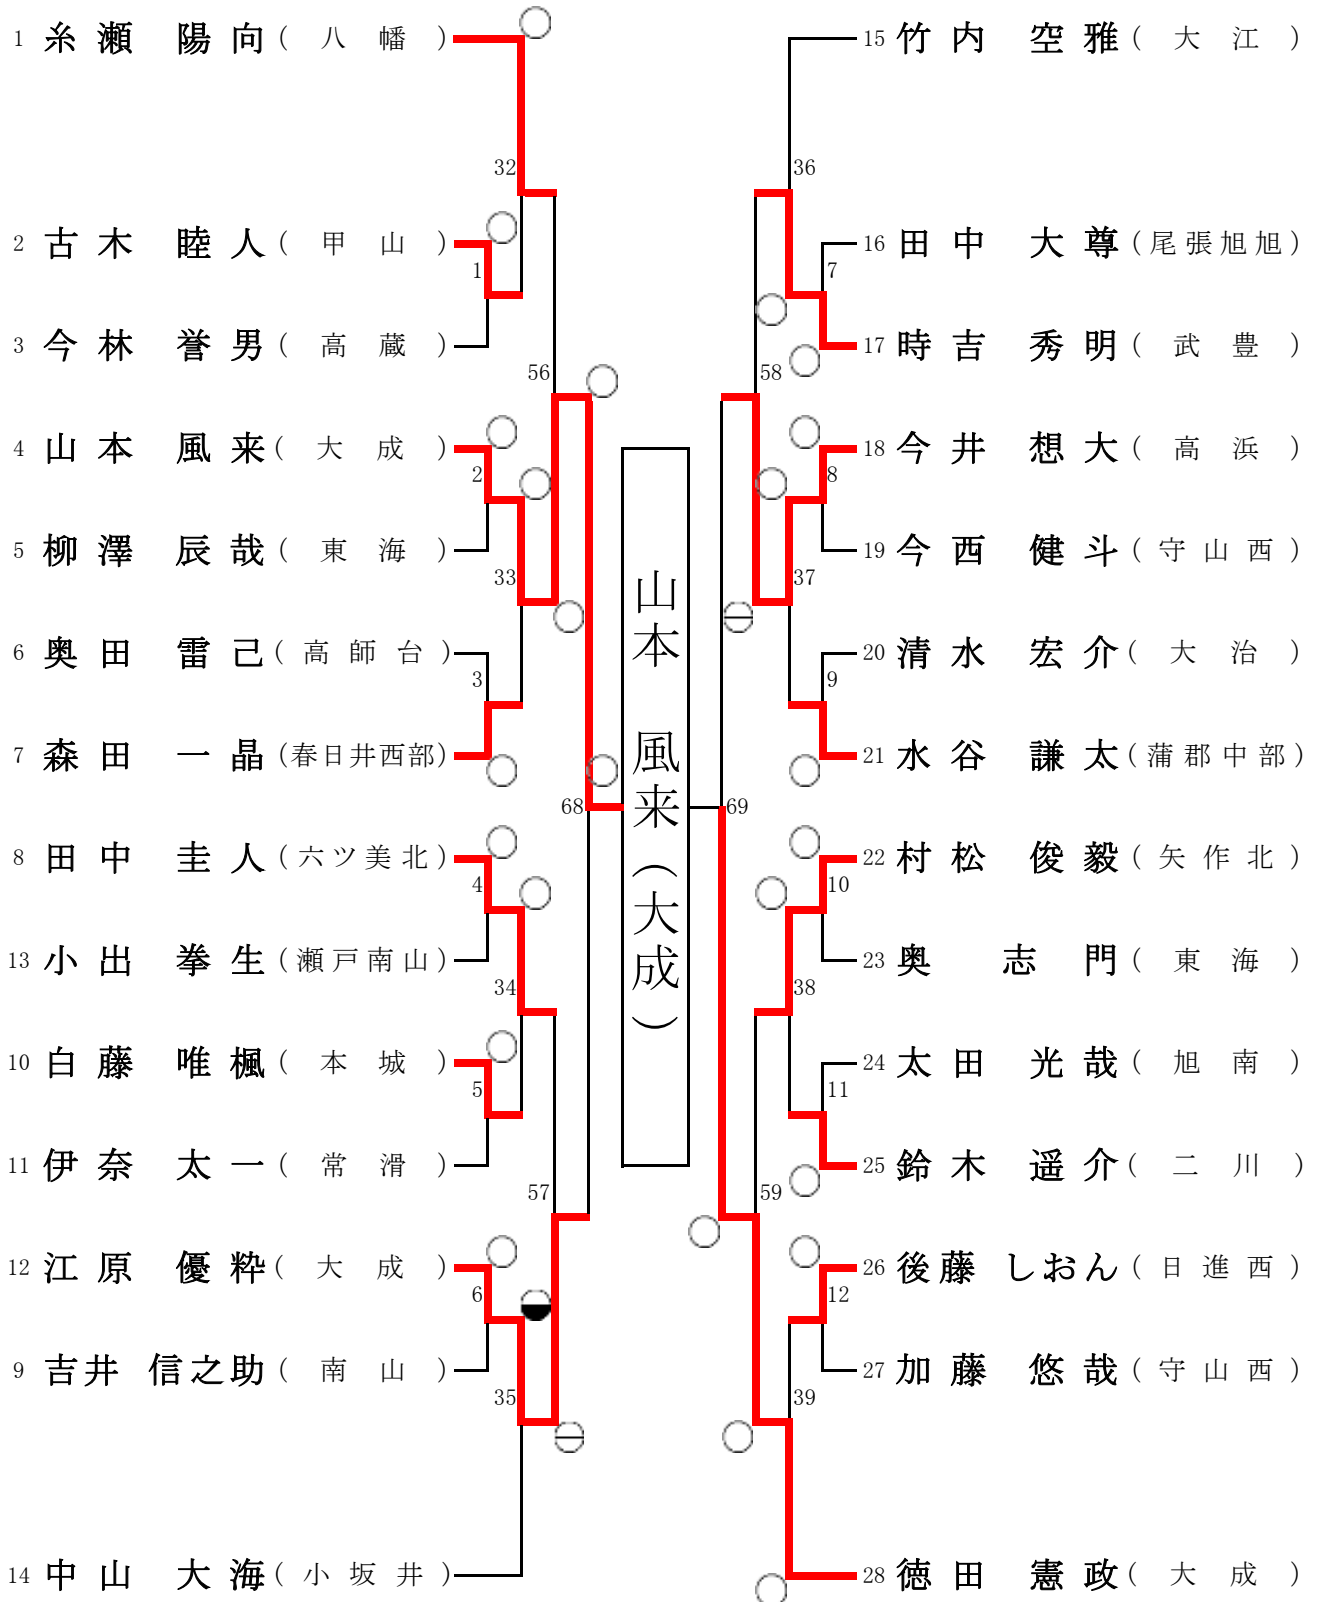 1 糸瀬 陽向 (八幡)
32
2 古木 睦人 (甲山)
1
3 今林 誉男 (高蔵)
56
4 山本 風来 (大成)
2
5 柳澤 辰哉 (東海)
33
6 奥田 雷己 (高師台)
3
7 森田 一晶 (春日井西部)
68
8 田中 圭人 (六ツ美北)
4
13 小出 拳生 (瀬戸南山)
34
10 白藤 唯楓 (本城)
5
11 伊奈 太一 (常滑)
57
12 江原 優粋 (大成)
6
9 吉井 信之助 (南山)
35
14 中山 大海 (小坂井)
山本 風来(大成)
15 竹内 空雅 (大江)
36
16 田中 大尊 (尾張旭旭)
7
17 時吉 秀明 (武豊)
58
18 今井 想大 (高浜)
8
19 今西 健斗 (守山西)
37
20 清水 宏介 (大治)
9
21 水谷 謙太 (蒲郡中部)
69
22 村松 俊毅 (矢作北)
10
23 奥 志門 (東海)
38
24 太田 光哉 (旭南)
11
25 鈴木 遥介 (二川)
59
26 後藤 しおん (日進西)
12
27 加藤 悠哉 (守山西)
39
28 徳田 憲政 (大成)